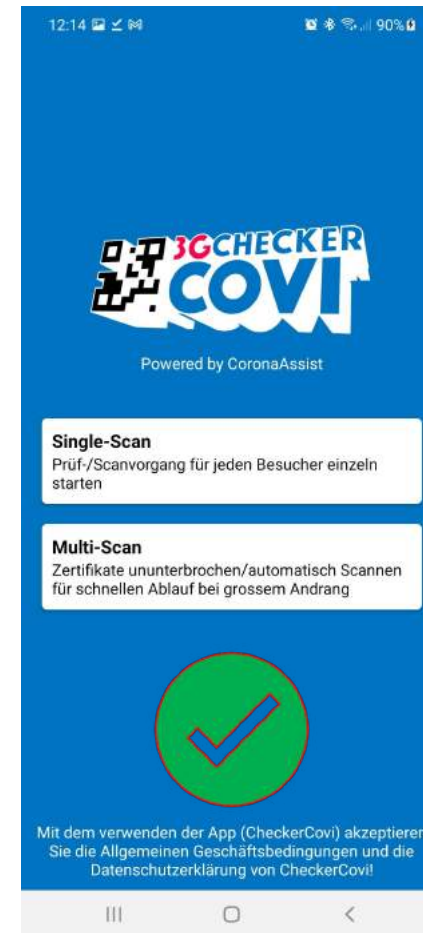 12:14 90%
3GCHECKER
COVI
Powered by CoronaAssist
Single-Scan
Prüf-/Scanvorgang für jeden Besucher einzeln
starten
Multi-Scan
Zertifikate ununterbrochen/automatisch Scannen
für schnellen Ablauf bei grossem Andrang
Mit dem verwenden der App (CheckerCovi) akzeptieren
Sie die Allgemeinen Geschäftsbedingungen und die
Datenschutzerklärung von CheckerCovi!